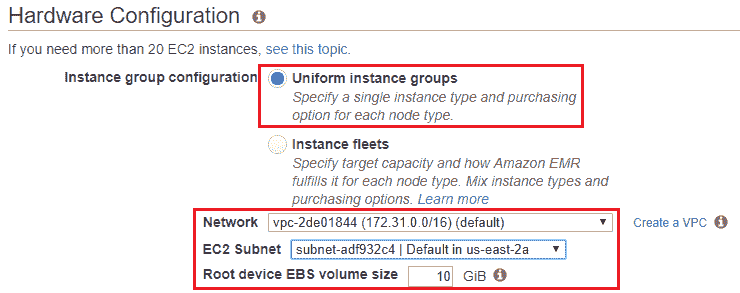 Hardware Configuration
If you need more than 20 EC2 instances, see this topic.
Instance group configuration Uniform instance groups
Specify a single instance type and purchasing
option for each node type.
Instance fleets
Specify target capacity and how Amazon EMR
fulfills it for each node type. Mix instance types and
purchasing options. Learn more
Network vpc-2de01844 (172.31.0.0/16) (default) Create a VPC
EC2 Subnet subnet-adf932c4 | Default in us-east-2a
Root device EBS volume size 10 GiB